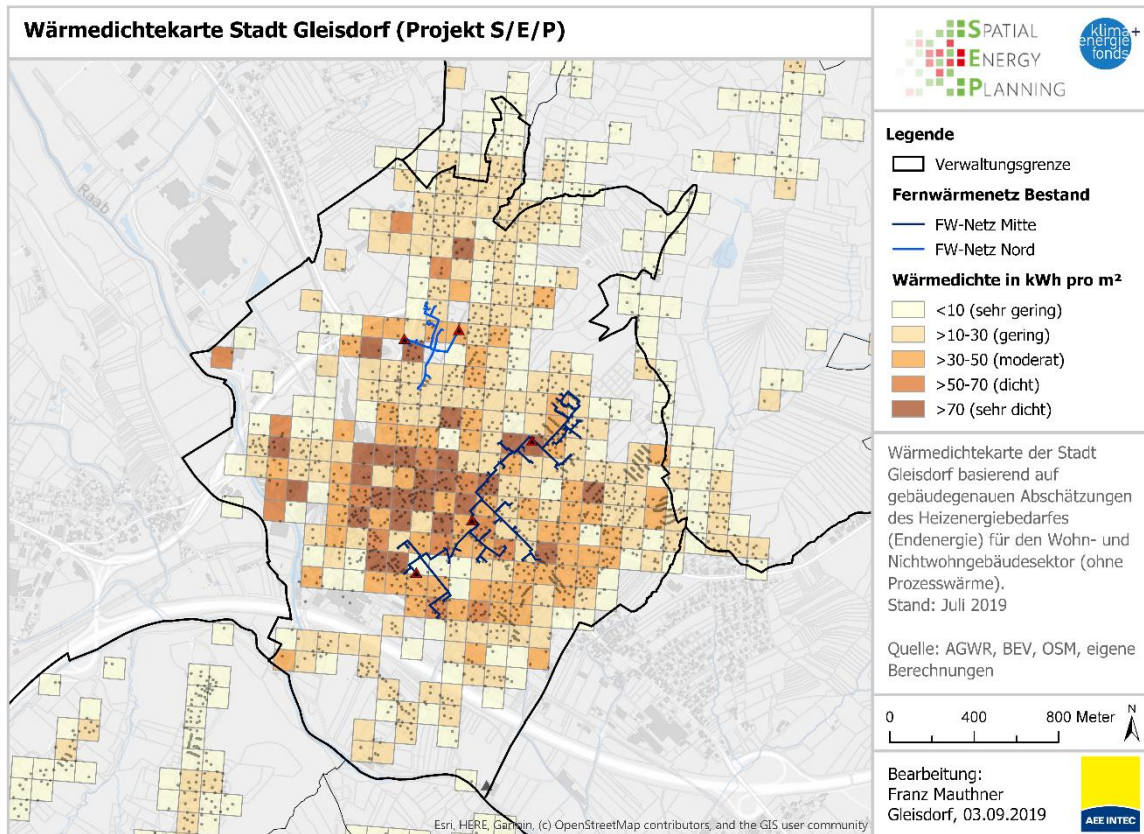 Wärmedichtekarte Stadt Gleisdorf (Projekt S/E/P)
SPATIAL
ENERGY
PLANNING
klima+
energie
fonds
Legende
Verwaltungsgrenze
Fernwärmenetz Bestand
FW-Netz Mitte
FW-Netz Nord
Wärmedichte in kWh pro m²
<10 (sehr gering)
>10-30 (gering)
>30-50 (moderat)
>50-70 (dicht)
>70 (sehr dicht)
Wärmedichtekarte der Stadt
Gleisdorf basierend auf
gebäudegenauen Abschätzungen
des Heizenergiebedarfes
(Endenergie) für den Wohn- und
Nichtwohngebäudesektor (ohne
Prozesswärme).
Stand: Juli 2019
Quelle: AGWR, BEV, OSM, eigene
Berechnungen
0 400 800 Meter N
Bearbeitung:
Franz Mauthner
Gleisdorf, 03.09.2019
AEE INTEC
Raab
Esri, HERE, Garmin, (c) OpenStreetMap contributors, and the GIS user community